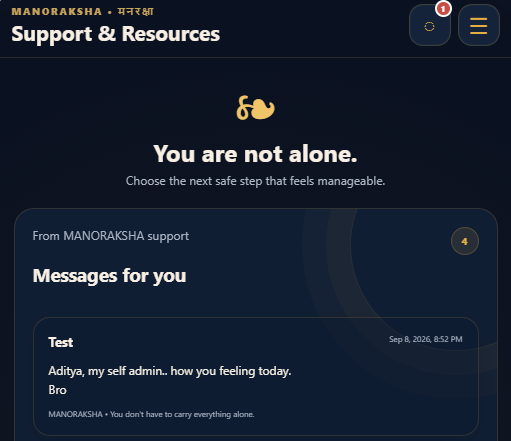 MANORAKSHA • मनरक्षा
Support & Resources
1
You are not alone.
Choose the next safe step that feels manageable.
From MANORAKSHA support
4
Messages for you
Test
Sep 8, 2026, 8:52 PM
Aditya, my self admin.. how you feeling today.
Bro
MANORAKSHA • You don't have to carry everything alone.